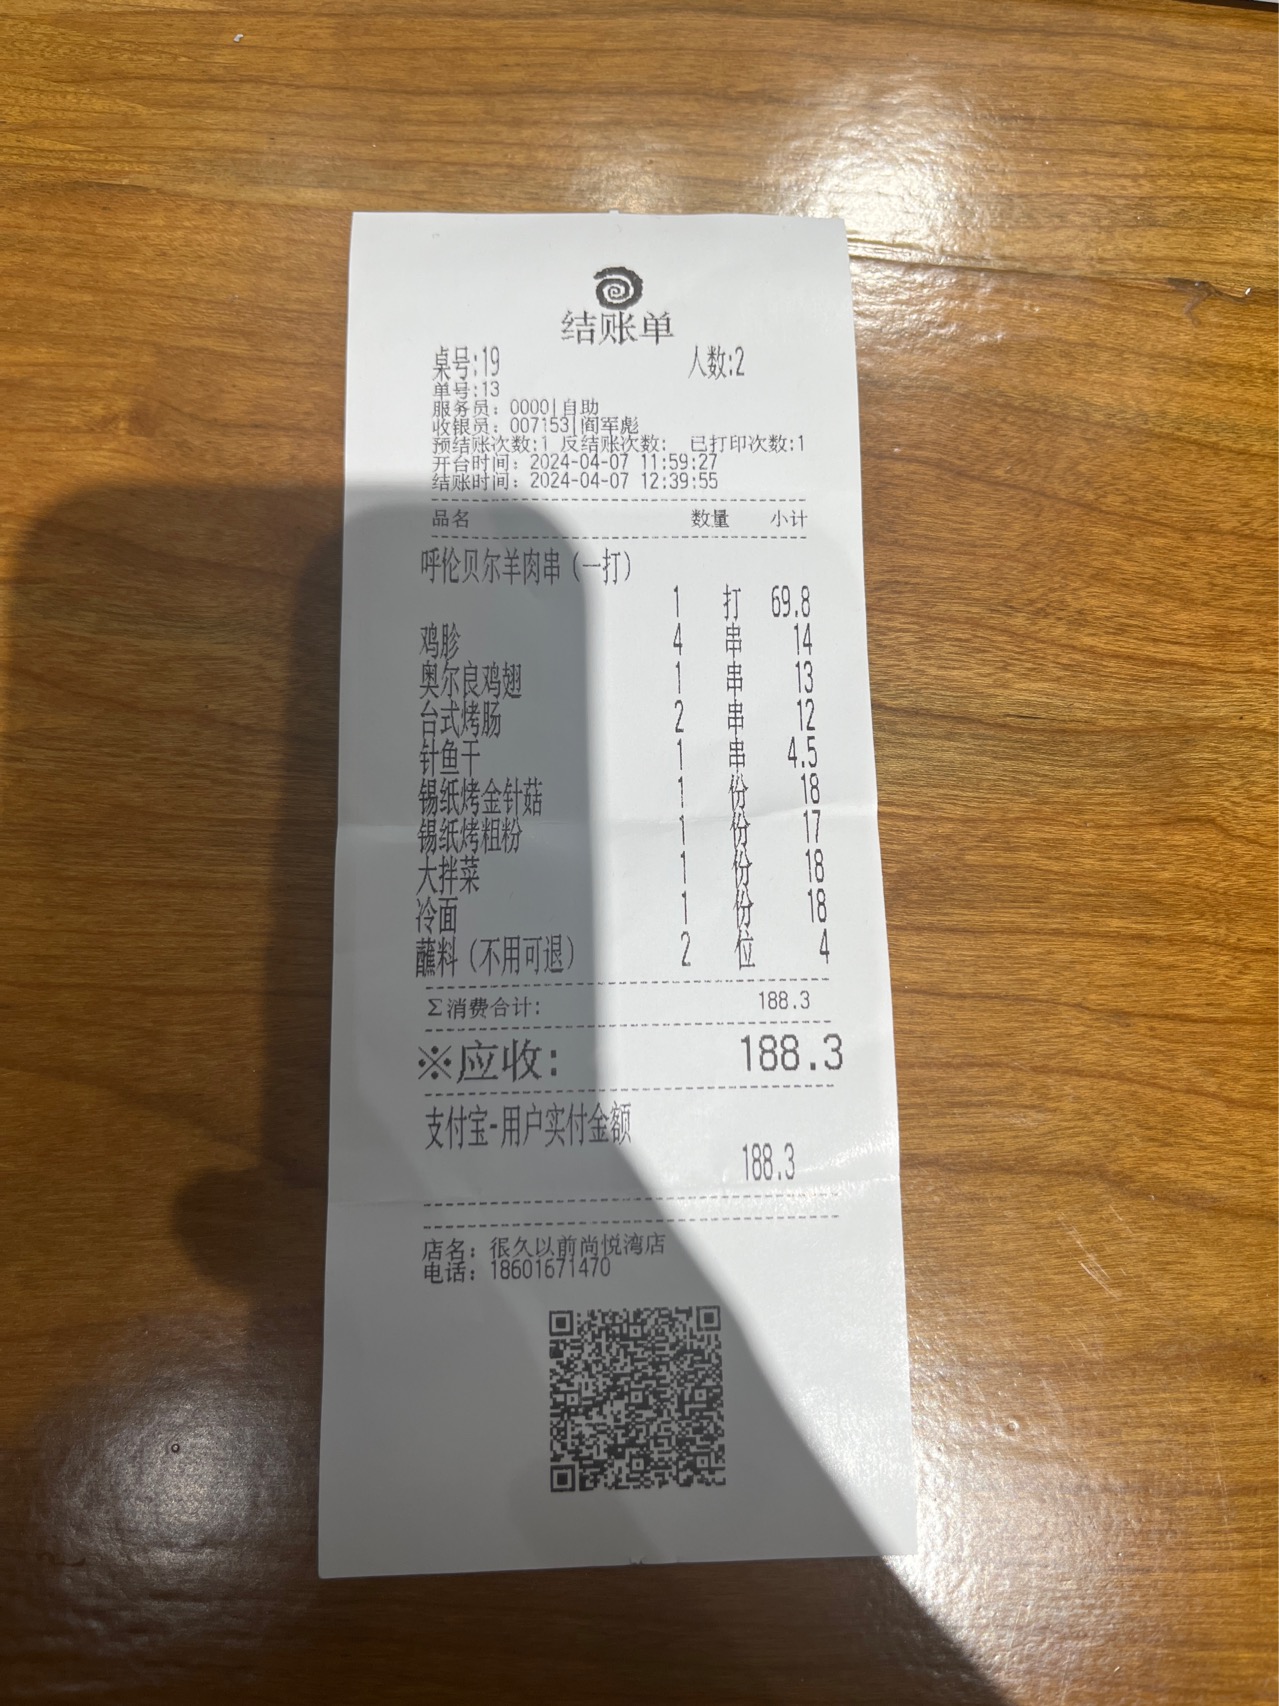 结账单
桌号:19 人数:2
单号:13
服务员: 0000|自助
收银员: 007153|阎军彪
预结账次数:1 反结账次数: 已打印次数:1
开台时间: 2024-04-07 11:59:27
结账时间: 2024-04-07 12:39:55
品名 数量 小计
呼伦贝尔羊肉串（一打）
1 打 69.8
鸡胗 4 串 14
奥尔良鸡翅 1 串 13
台式烤肠 2 串 12
针鱼干 1 串 4.5
锡纸烤金针菇 1 份 18
锡纸烤粗粉 1 份 17
大拌菜 1 份 18
冷面 1 份 18
蘸料（不用可退） 2 位 4
Σ消费合计: 188.3
※应收: 188.3
支付宝-用户实付金额
188.3
店名: 很久以前尚悦湾店
电话: 18601671470